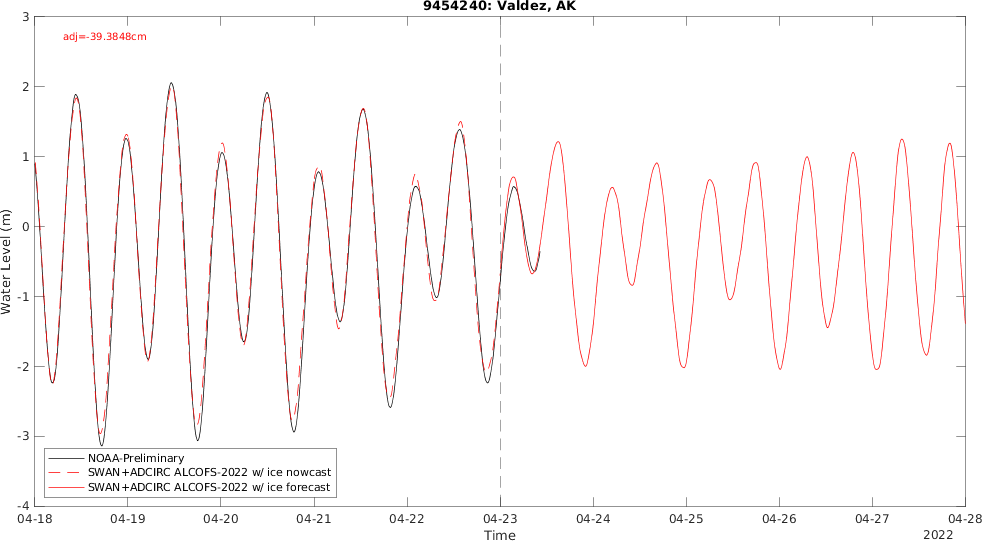 9454240: Valdez, AK
adj=-39.3848cm
3
2
1
0
-1
-2
-3
-4
Water Level (m)
NOAA-Preliminary
SWAN+ADCIRC ALCOFS-2022 w/ ice nowcast
SWAN+ADCIRC ALCOFS-2022 w/ ice forecast
04-18 04-19 04-20 04-21 04-22 04-23 04-24 04-25 04-26 04-27 04-28
Time
2022